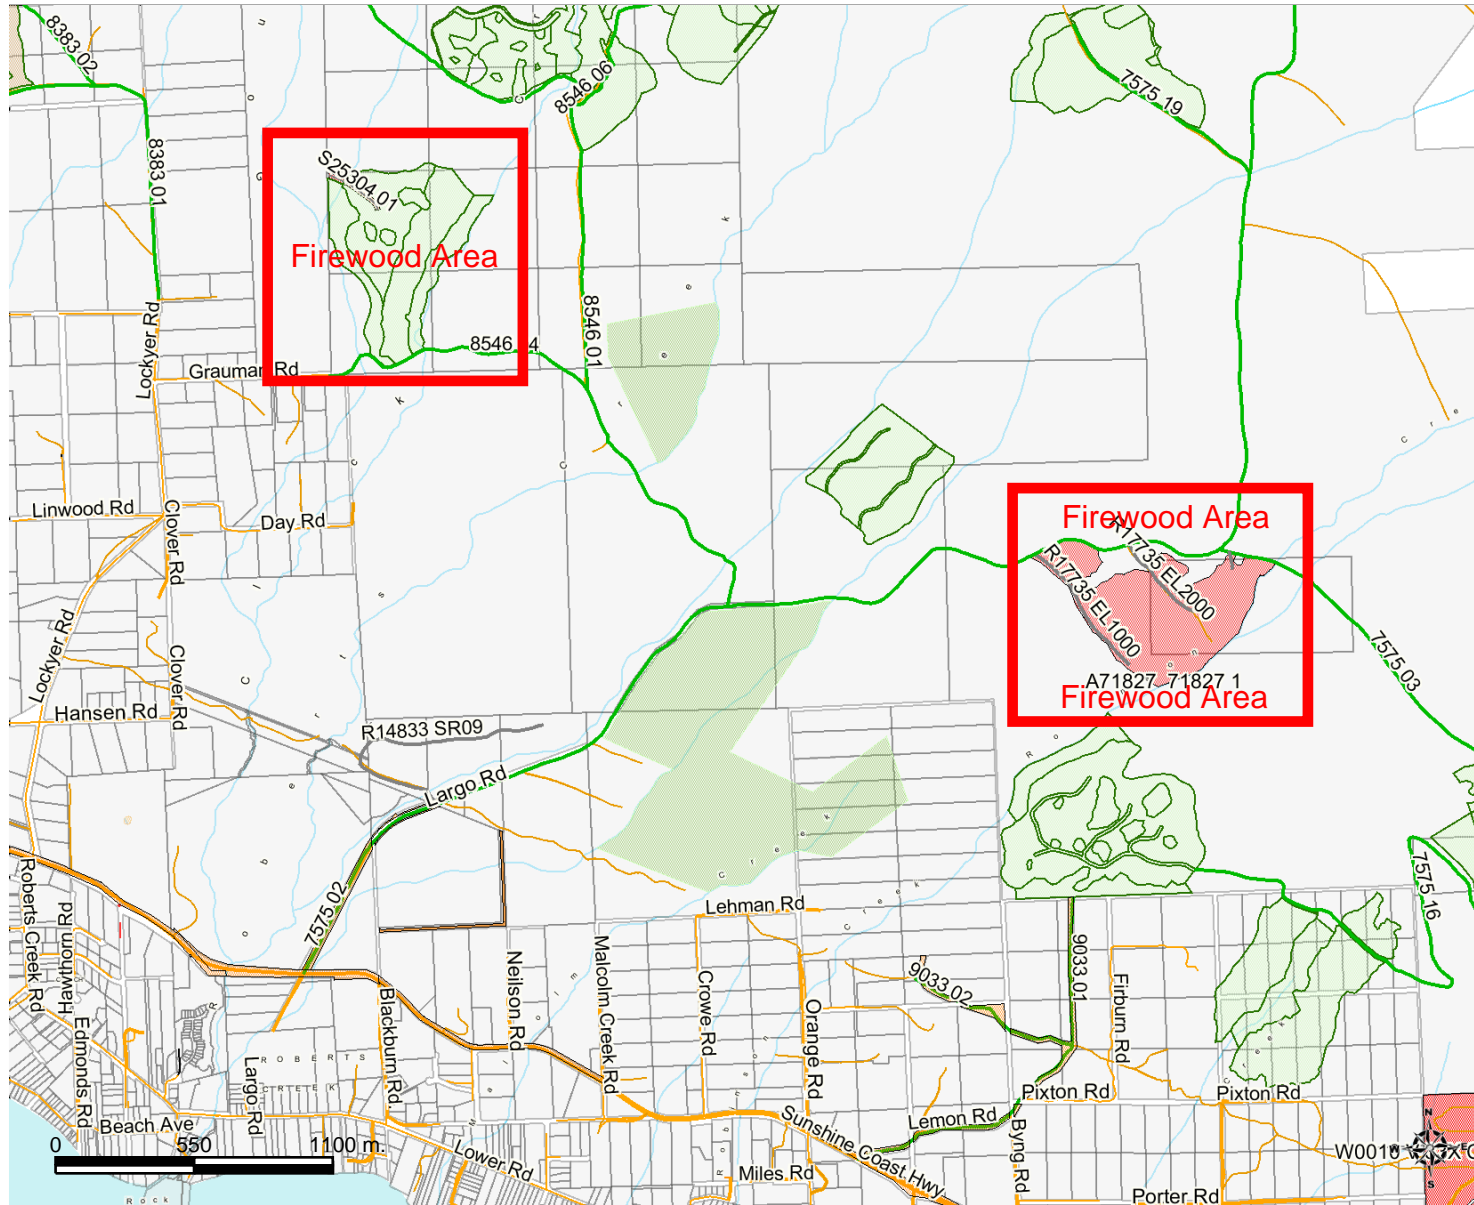 8383 02
8546 06
7575 19
8383 01
S25304 01
Firewood Area
8546 01
Lockyer Rd
8546 4
Grauman Rd
Linwood Rd
Clover Rd
Day Rd
Firewood Area
R17735 EL2000
R17735 EL1000
Lockyer Rd
Clover Rd
7575 03
A71827 71827 1
Firewood Area
Hansen Rd
R14833 SR09
Largo Rd
Roberts Creek Rd
7575 02
Lehman Rd
7575 16
Neilson Rd
Malcolm Creek Rd
Crowe Rd
9033 02
9033 01
Firburn Rd
Orange Rd
Blackburn Rd
Edmonds Rd
Largo Rd
ROBERTS
CREEK
Pixton Rd
Pixton Rd
Beach Ave
Lemon Rd
Sunshine Coast Hwy
Byng Rd
0 550 1100 m.
Lower Rd
Miles Rd
N
E
S
Porter Rd
Rock